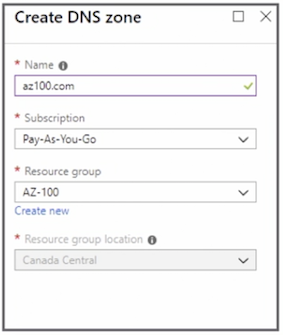 Create DNS zone
* Name
az100.com
* Subscription
Pay-As-You-Go
* Resource group
AZ-100
Create new
* Resource group location
Canada Central